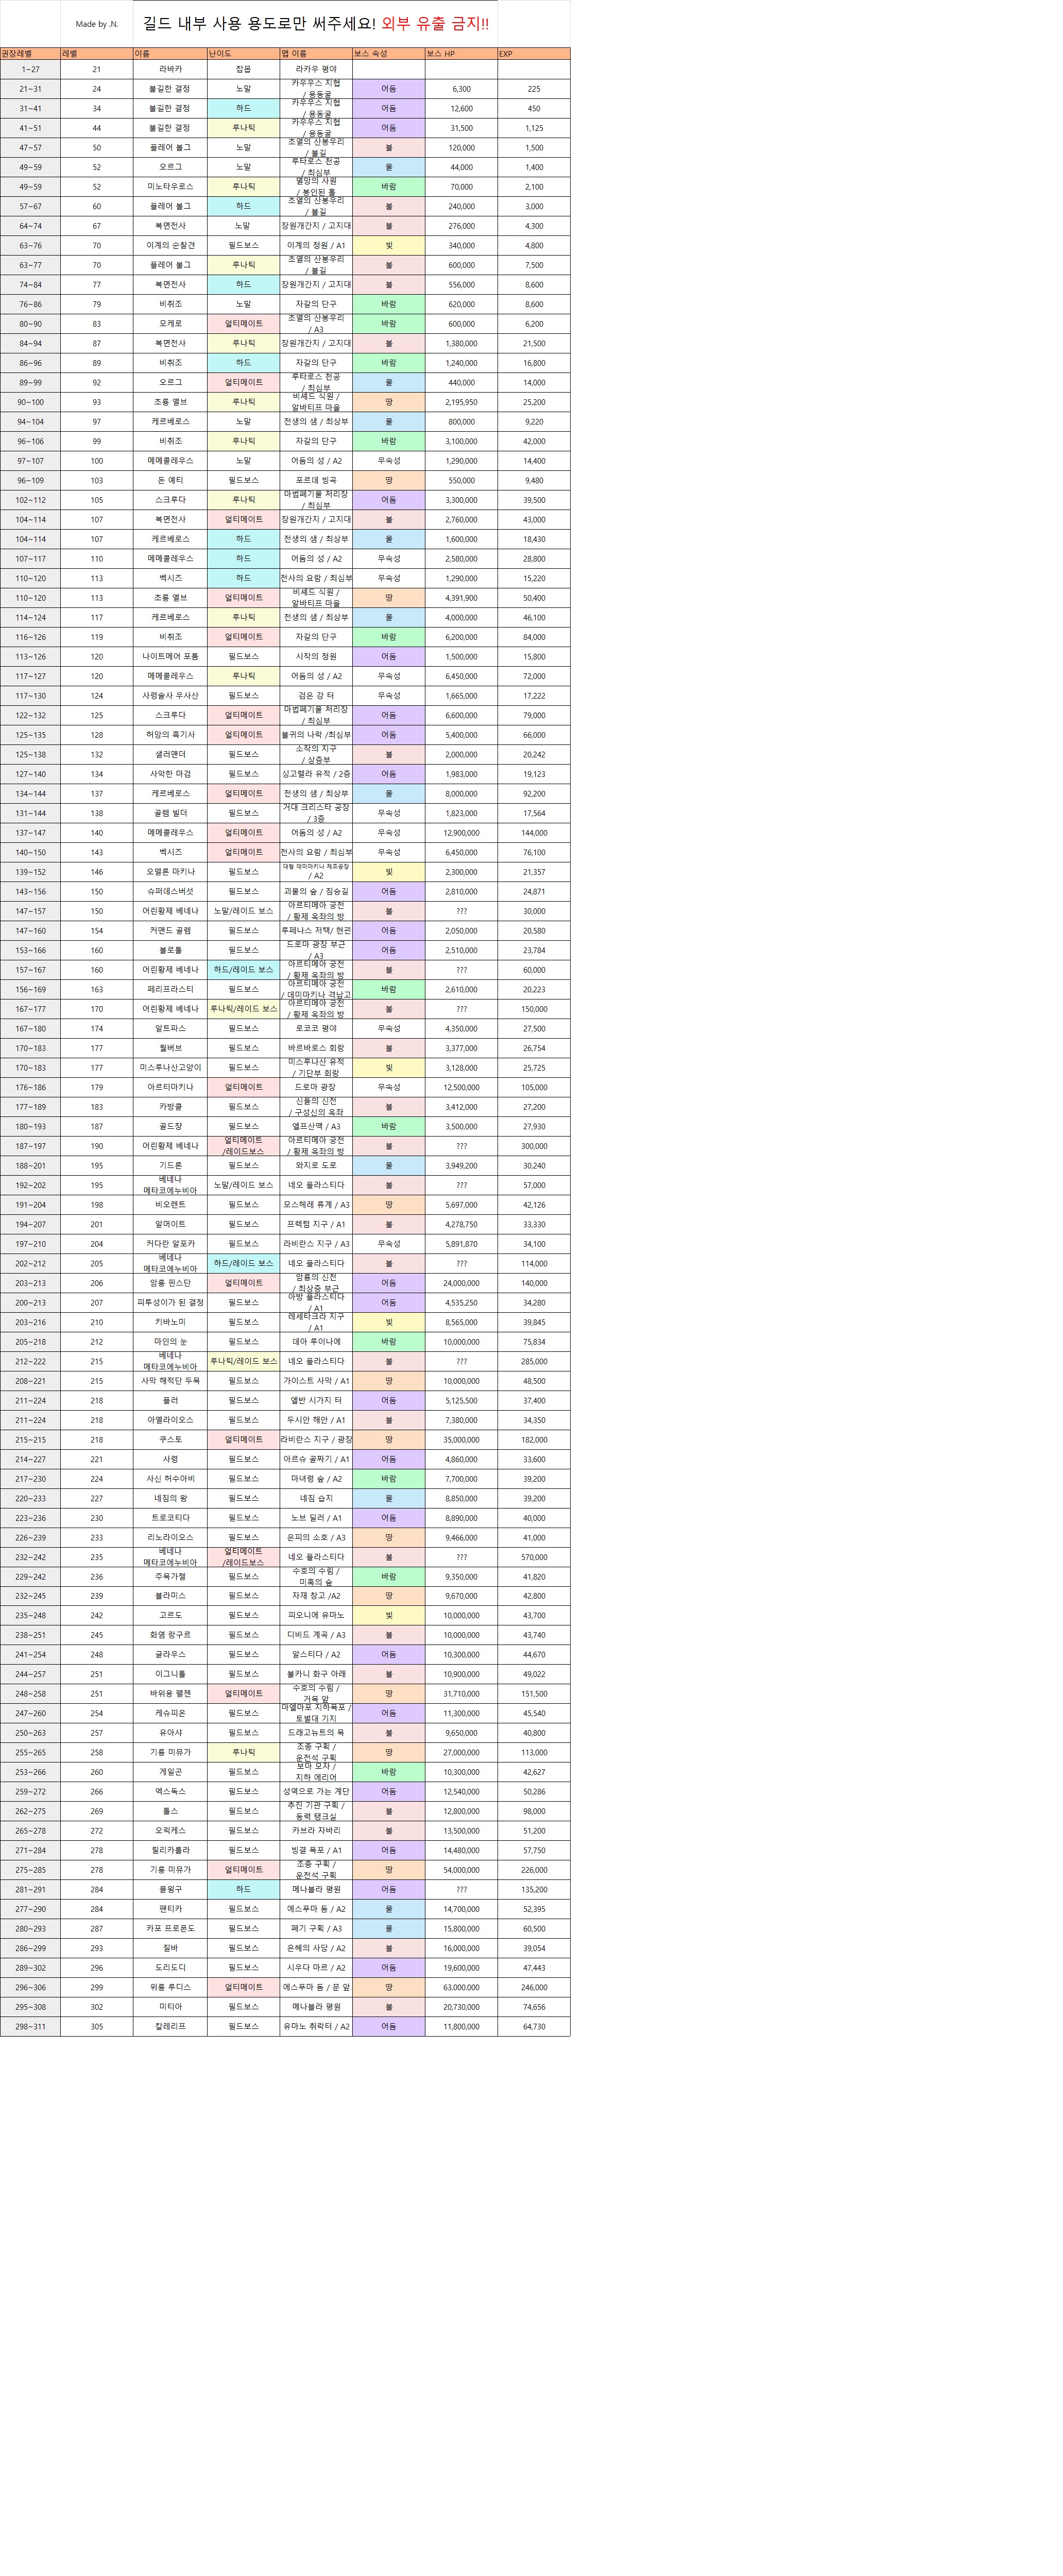 Made by .N.
길드 내부 사용 용도로만 써주세요! 외부 유출 금지!!
권장레벨 레벨 이름 난이도 맵 이름 보스 속성 보스 HP EXP
1~27 21 라바카 잡몹 라카우 평야
21~31 24 불길한 결정 노말 카우우스 지협 / 용동굴 어둠 6,300 225
31~41 34 불길한 결정 하드 카우우스 지협 / 용동굴 어둠 12,600 450
41~51 44 불길한 결정 루나틱 카우우스 지협 / 용동굴 어둠 31,500 1,125
47~57 50 플레어 볼그 노말 초열의 산봉우리 / 불길 불 120,000 1,500
49~59 52 오르그 노말 루타로스 천공 / 최심부 물 44,000 1,400
49~59 52 미노타우로스 루나틱 멸망의 사원 / 봉인된 홀 바람 70,000 2,100
57~67 60 플레어 볼그 하드 초열의 산봉우리 / 불길 불 240,000 3,000
64~74 67 복면전사 노말 장원개간지 / 고지대 불 276,000 4,300
63~76 70 이계의 순찰견 필드보스 이계의 정원 / A1 빛 340,000 4,800
63~77 70 플레어 볼그 루나틱 초열의 산봉우리 / 불길 불 600,000 7,500
74~84 77 복면전사 하드 장원개간지 / 고지대 불 556,000 8,600
76~86 79 비취조 노말 자갈의 단구 바람 620,000 8,600
80~90 83 모케로 얼티메이트 초열의 산봉우리 / A3 바람 600,000 6,200
84~94 87 복면전사 루나틱 장원개간지 / 고지대 불 1,380,000 21,500
86~96 89 비취조 하드 자갈의 단구 바람 1,240,000 16,800
89~99 92 오르그 얼티메이트 루타로스 천공 / 최심부 물 440,000 14,000
90~100 93 초룡 옐브 루나틱 비셰드 식원 / 알바티프 마을 땅 2,195,950 25,200
94~104 97 케르베로스 노말 전생의 샘 / 최상부 물 800,000 9,220
96~106 99 비취조 루나틱 자갈의 단구 바람 3,100,000 42,000
97~107 100 메메콜레우스 노말 어둠의 성 / A2 무속성 1,290,000 14,400
96~109 103 돈 예티 필드보스 포르데 빙곡 땅 550,000 9,480
102~112 105 스크루다 루나틱 마법폐기물 처리장 / 최심부 어둠 3,300,000 39,500
104~114 107 복면전사 얼티메이트 장원개간지 / 고지대 불 2,760,000 43,000
104~114 107 케르베로스 하드 전생의 샘 / 최상부 물 1,600,000 18,430
107~117 110 메메콜레우스 하드 어둠의 성 / A2 무속성 2,580,000 28,800
110~120 113 벡시즈 하드 전사의 요람 / 최심부 무속성 1,290,000 15,220
110~120 113 초룡 옐브 얼티메이트 비셰드 식원 / 알바티프 마을 땅 4,391,900 50,400
114~124 117 케르베로스 루나틱 전생의 샘 / 최상부 물 4,000,000 46,100
116~126 119 비취조 얼티메이트 자갈의 단구 바람 6,200,000 84,000
113~126 120 나이트메어 포톰 필드보스 시작의 정원 어둠 1,500,000 15,800
117~127 120 메메콜레우스 루나틱 어둠의 성 / A2 무속성 6,450,000 72,000
117~130 124 사령술사 우사산 필드보스 검은 강 터 무속성 1,665,000 17,222
122~132 125 스크루다 얼티메이트 마법폐기물 처리장 / 최심부 어둠 6,600,000 79,000
125~135 128 허망의 흑기사 얼티메이트 불귀의 나락 /최심부 어둠 5,400,000 66,000
125~138 132 샐러맨더 필드보스 소작의 지구 / 상층부 불 2,000,000 20,242
127~140 134 사악한 마검 필드보스 싱고렐라 유적 / 2층 어둠 1,983,000 19,123
134~144 137 케르베로스 얼티메이트 전생의 샘 / 최상부 물 8,000,000 92,200
131~144 138 골렘 빌더 필드보스 거대 크리스타 공장 / 3층 무속성 1,823,000 17,564
137~147 140 메메콜레우스 얼티메이트 어둠의 성 / A2 무속성 12,900,000 144,000
140~150 143 벡시즈 얼티메이트 전사의 요람 / 최심부 무속성 6,450,000 76,100
139~152 146 오델론 마키나 필드보스 대형 데미마키나 제조공장 / A2 빛 2,300,000 21,357
143~156 150 슈퍼데스버섯 필드보스 괴물의 숲 / 짐승길 어둠 2,810,000 24,871
147~157 150 어린황제 베네나 노말/레이드 보스 아르티메아 궁전 / 황제 옥좌의 방 불 ??? 30,000
147~160 154 커맨드 골렘 필드보스 루페나스 저택/ 현관 어둠 2,050,000 20,580
153~166 160 볼로툴 필드보스 드로마 광장 부근 / A3 어둠 2,510,000 23,784
157~167 160 어린황제 베네나 하드/레이드 보스 아르티메아 궁전 / 황제 옥좌의 방 불 ??? 60,000
156~169 163 페리프라스티 필드보스 아르티메아 궁전 / 데미마키나 격납고 바람 2,610,000 20,223
167~177 170 어린황제 베네나 루나틱/레이드 보스 아르티메아 궁전 / 황제 옥좌의 방 불 ??? 150,000
167~180 174 알트파스 필드보스 로코코 평야 무속성 4,350,000 27,500
170~183 177 퀼버브 필드보스 바르바로스 회랑 불 3,377,000 26,754
170~183 177 미스루나산고양이 필드보스 미스루나산 유적 / 기단부 회랑 빛 3,128,000 25,725
176~186 179 아르티마키나 얼티메이트 드로마 광장 무속성 12,500,000 105,000
177~189 183 카방클 필드보스 신들의 신전 / 구성신의 옥좌 불 3,412,000 27,200
180~193 187 골드쟝 필드보스 엘프산맥 / A3 바람 3,500,000 27,930
187~197 190 어린황제 베네나 얼티메이트 /레이드보스 아르티메아 궁전 / 황제 옥좌의 방 불 ??? 300,000
188~201 195 기드론 필드보스 와지로 도로 물 3,949,200 30,240
192~202 195 베네나 메타코에누비아 노말/레이드 보스 네오 플라스티다 불 ??? 57,000
191~204 198 비오렌트 필드보스 모스헤레 류계 / A3 땅 5,697,000 42,126
194~207 201 알머이트 필드보스 프렉텀 지구 / A1 불 4,278,750 33,330
197~210 204 커다란 알포카 필드보스 라비란스 지구 / A3 무속성 5,891,870 34,100
202~212 205 베네나 메타코에누비아 하드/레이드 보스 네오 플라스티다 불 ??? 114,000
203~213 206 암룡 핀스단 얼티메이트 암룡의 신전 / 최상층 부근 어둠 24,000,000 140,000
200~213 207 피투성이가 된 결정 필드보스 아방 플라스티다 / A1 어둠 4,535,250 34,280
203~216 210 키바노미 필드보스 레세타크라 지구 / A1 빛 8,565,000 39,845
205~218 212 마인의 눈 필드보스 데아 루이나에 바람 10,000,000 75,834
212~222 215 베네나 메타코에누비아 루나틱/레이드 보스 네오 플라스티다 불 ??? 285,000
208~221 215 사막 해적단 두목 필드보스 가이스트 사막 / A1 땅 10,000,000 48,500
211~224 218 플러 필드보스 엘반 시가지 터 어둠 5,125,500 37,400
211~224 218 아옐라이오스 필드보스 두시안 해안 / A1 불 7,380,000 34,350
215~215 218 쿠스토 얼티메이트 라비란스 지구 / 광장 땅 35,000,000 182,000
214~227 221 사령 필드보스 아르슈 골짜기 / A1 어둠 4,860,000 33,600
217~230 224 사신 허수아비 필드보스 마녀령 숲 / A2 바람 7,700,000 39,200
220~233 227 네짐의 왕 필드보스 네짐 습지 물 8,850,000 39,200
223~236 230 트로코티다 필드보스 노브 딜러 / A1 어둠 8,890,000 40,000
226~239 233 리노라이오스 필드보스 은피의 소호 / A3 땅 9,466,000 41,000
232~242 235 베네나 메타코에누비아 얼티메이트 /레이드보스 네오 플라스티다 불 ??? 570,000
229~242 236 주목가젤 필드보스 수호의 수림 / 미혹의 숲 바람 9,350,000 41,820
232~245 239 블라미스 필드보스 자재 창고 /A2 땅 9,670,000 42,800
235~248 242 고르도 필드보스 피오니에 유마노 빛 10,000,000 43,700
238~251 245 화염 랑구르 필드보스 디비드 계곡 / A3 불 10,000,000 43,740
241~254 248 글라우스 필드보스 알스티다 / A2 어둠 10,300,000 44,670
244~257 251 이그니툴 필드보스 볼카니 화구 아래 불 10,900,000 49,022
248~258 251 바위용 펠젠 얼티메이트 수호의 수림 / 거목 앞 땅 31,710,000 151,500
247~260 254 케슈피온 필드보스 마엘마포 지하폭포 / 토벌대 기지 어둠 11,300,000 45,540
250~263 257 유아샤 필드보스 드래고뉴트의 묵 불 9,650,000 40,800
255~265 258 기룡 미뮤가 루나틱 조종 구획 / 운전석 구획 땅 27,000,000 113,000
253~266 260 게일곤 필드보스 보마 모자 / 지하 에리어 바람 10,300,000 42,627
259~272 266 엑스독스 필드보스 성역으로 가는 계단 어둠 12,540,000 50,286
262~275 269 툴스 필드보스 추진 기관 구획 / 동력 탱크실 불 12,800,000 98,000
265~278 272 오릭케스 필드보스 카브라 자바리 불 13,500,000 51,200
271~284 278 릴리카롤라 필드보스 빙결 폭포 / A1 어둠 14,480,000 57,750
275~285 278 기룡 미뮤가 얼티메이트 조종 구획 / 운전석 구획 땅 54,000,000 226,000
281~291 284 플윙구 하드 메나볼라 평원 어둠 ??? 135,200
277~290 284 팬티카 필드보스 에스푸마 돔 / A2 물 14,700,000 52,395
280~293 287 카포 프로폰도 필드보스 폐기 구획 / A3 물 15,800,000 60,500
286~299 293 질바 필드보스 은혜의 사당 / A2 불 16,000,000 39,054
289~302 296 도리도디 필드보스 시우다 마르 / A2 어둠 19,600,000 47,443
296~306 299 위룡 루디스 얼티메이트 에스푸마 돔 / 문 앞 땅 63.000,000 246,000
295~308 302 미티아 필드보스 메나볼라 평원 불 20,730,000 74,656
298~311 305 칼레리프 필드보스 유마노 취락터 / A2 어둠 11,800,000 64,730